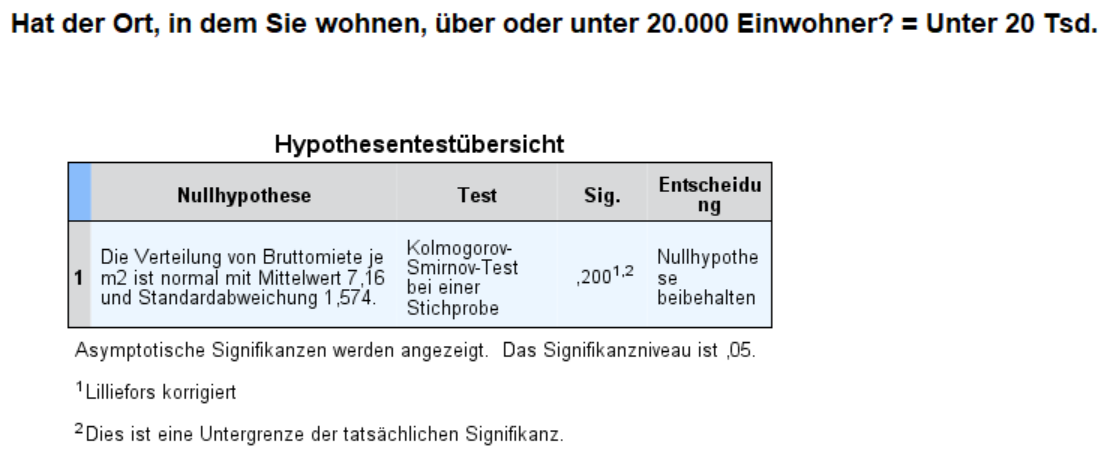 Hat der Ort, in dem Sie wohnen, über oder unter 20.000 Einwohner? = Unter 20 Tsd.
Hypothesentestübersicht
Nullhypothese
Test
Sig.
Entscheidu
ng
1
Die Verteilung von Bruttomiete je
m2 ist normal mit Mittelwert 7,16
und Standardabweichung 1,574.
Kolmogorov-
Smirnov-Test
bei einer
Stichprobe
,200¹,²
Nullhypothe
se
beibehalten
Asymptotische Signifikanzen werden angezeigt. Das Signifikanzniveau ist ,05.
¹Lilliefors korrigiert
²Dies ist eine Untergrenze der tatsächlichen Signifikanz.